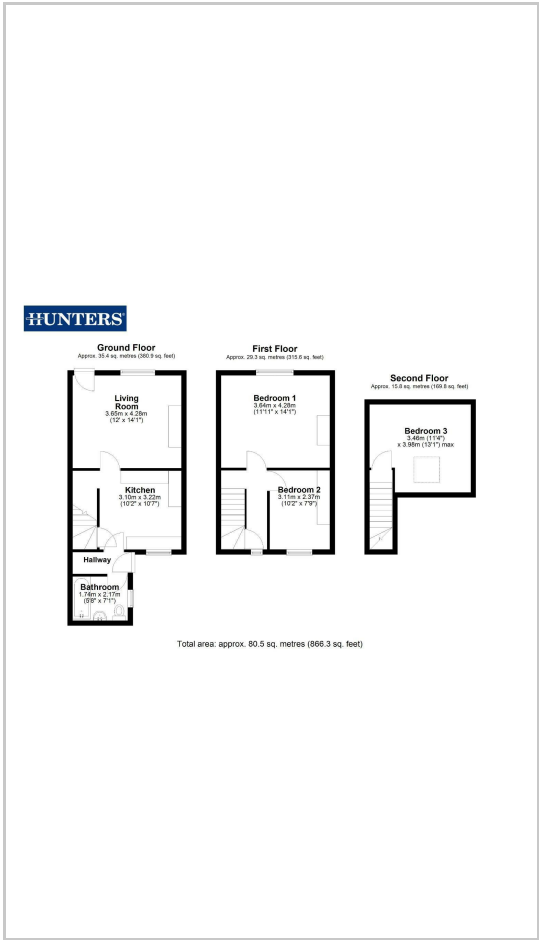 HUNTERS®
Ground Floor
Approx. 35.4 sq. metres (380.9 sq. feet)
Living
Room
3.65m x 4.28m
(12' x 14'1")
Kitchen
3.10m x 3.22m
(10'2" x 10'7")
Hallway
Bathroom
1.74m x 2.17m
(5'8" x 7'1")
First Floor
Approx. 29.3 sq. metres (315.6 sq. feet)
Bedroom 1
3.64m x 4.28m
(11'11" x 14'1")
Bedroom 2
3.11m x 2.37m
(10'2" x 7'9")
Second Floor
Approx. 15.8 sq. metres (169.8 sq. feet)
Bedroom 3
3.46m (11'4")
x 3.98m (13'1") max
Total area: approx. 80.5 sq. metres (866.3 sq. feet)